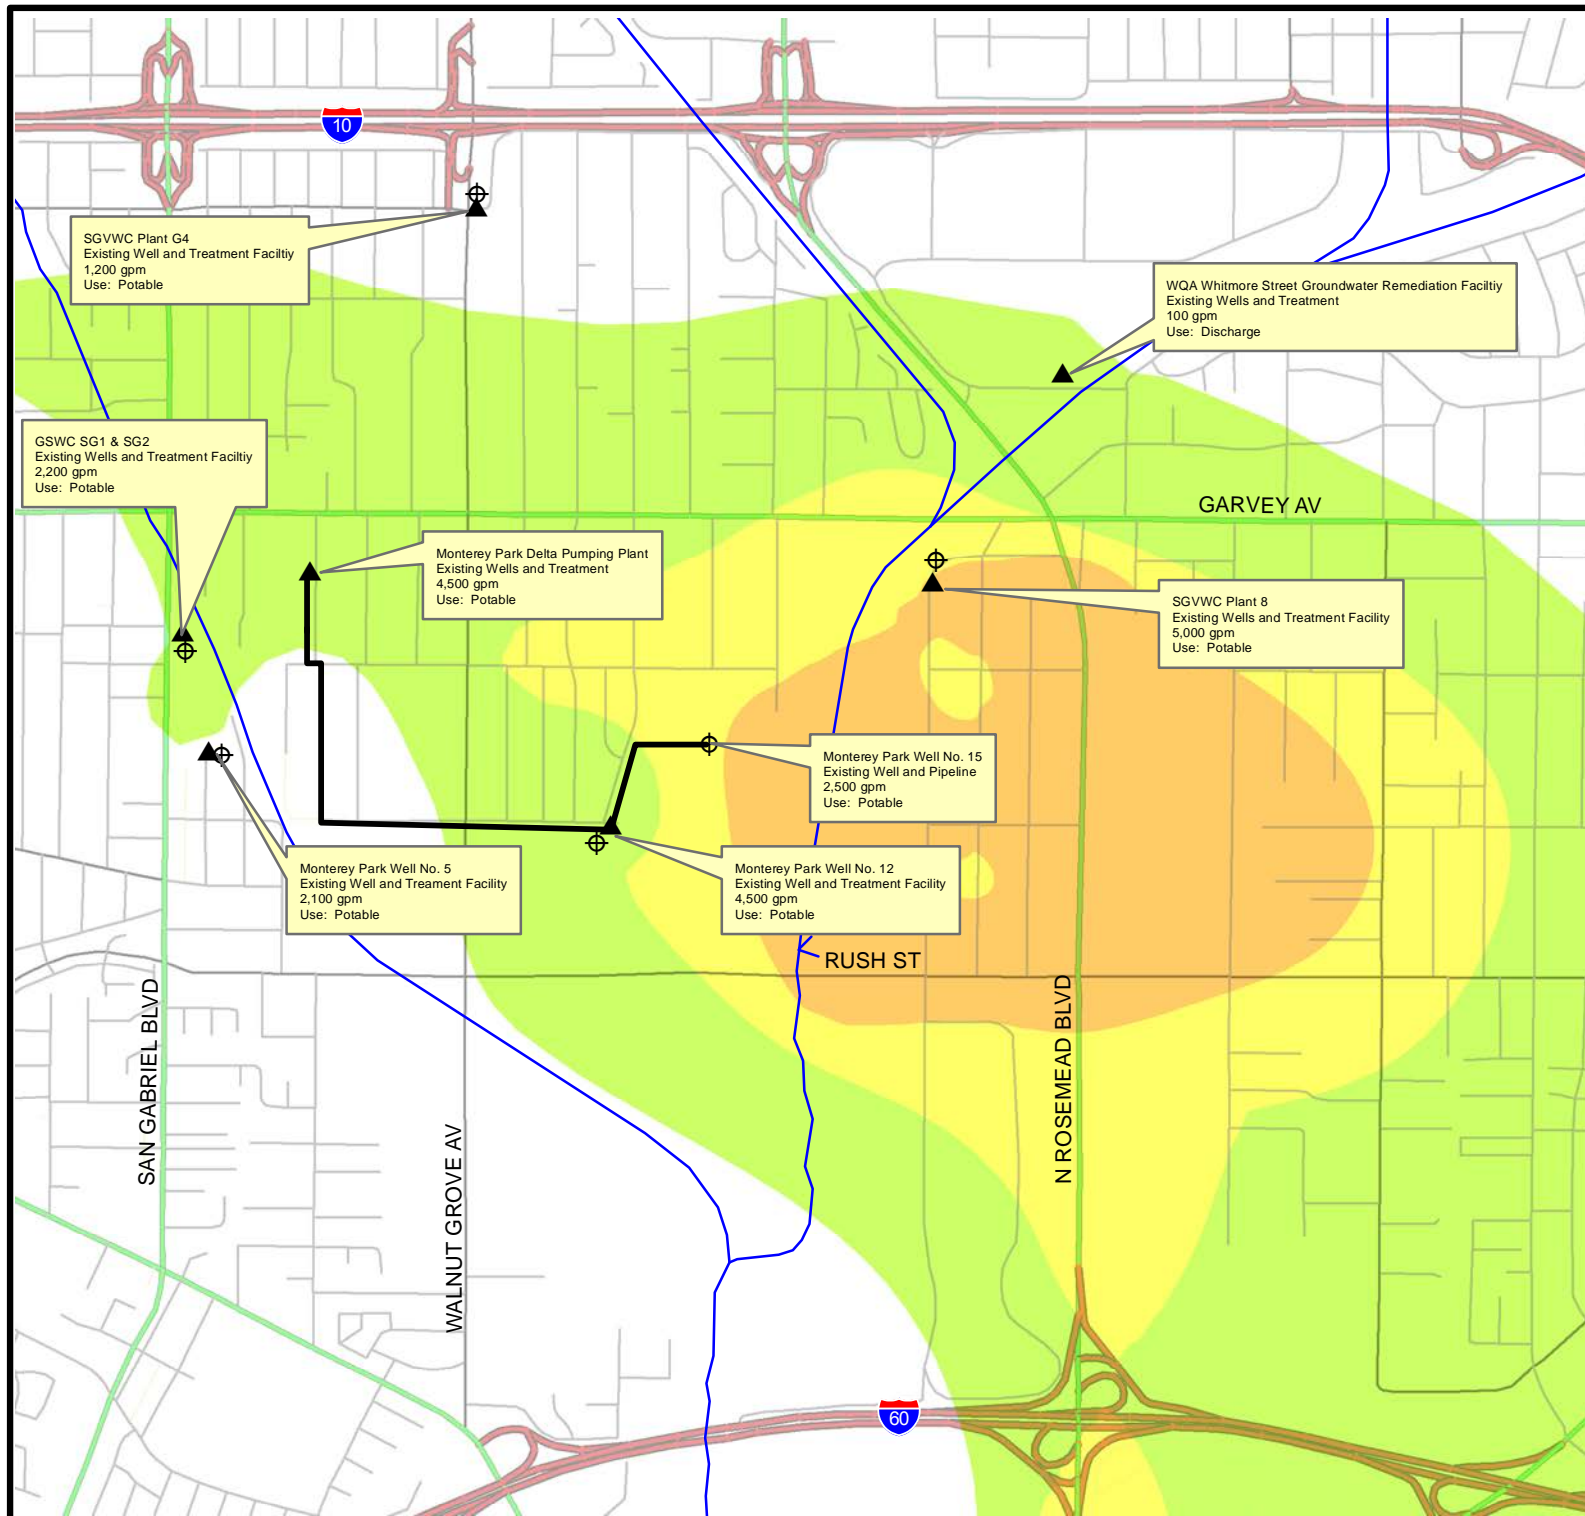 10
SGVWC Plant G4
Existing Well and Treatment Faciltiy
1,200 gpm
Use: Potable
WQA Whitmore Street Groundwater Remediation Faciltiy
Existing Wells and Treatment
100 gpm
Use: Discharge
GSWC SG1 & SG2
Existing Wells and Treatment Faciltiy
2,200 gpm
Use: Potable
GARVEY AV
Monterey Park Delta Pumping Plant
Existing Wells and Treatment
4,500 gpm
Use: Potable
SGVWC Plant 8
Existing Wells and Treatment Facility
5,000 gpm
Use: Potable
Monterey Park Well No. 15
Existing Well and Pipeline
2,500 gpm
Use: Potable
Monterey Park Well No. 5
Existing Well and Treament Facility
2,100 gpm
Use: Potable
Monterey Park Well No. 12
Existing Well and Treatment Facility
4,500 gpm
Use: Potable
RUSH ST
SAN GABRIEL BLVD
WALNUT GROVE AV
N ROSEMEAD BLVD
60